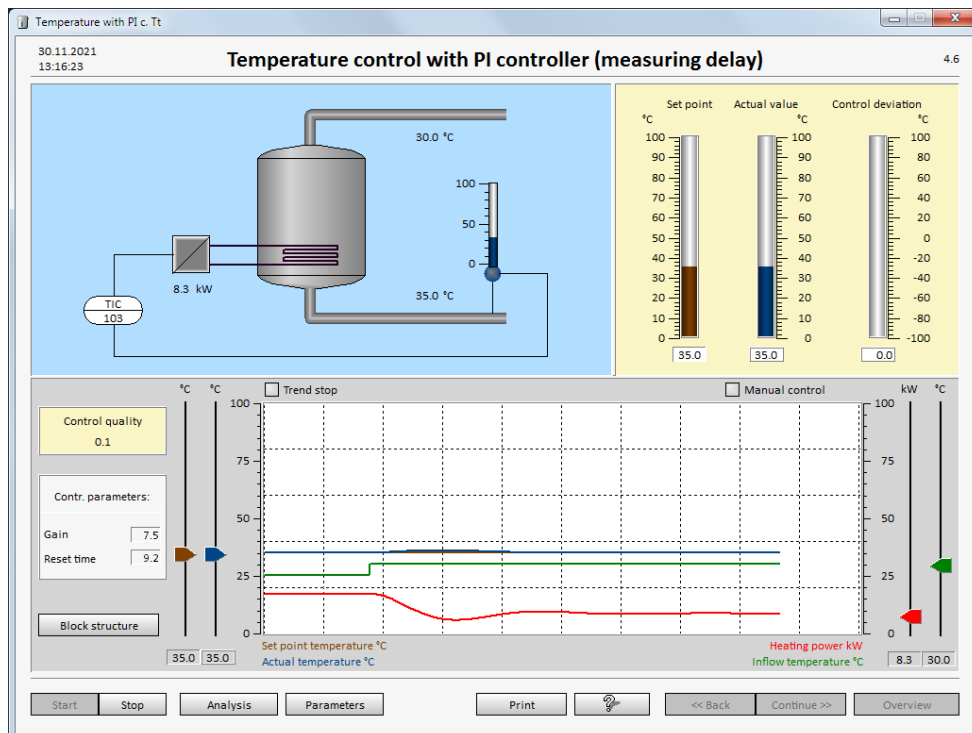 Temperature with PI c. Tt
30.11.2021
13:16:23
Temperature control with PI controller (measuring delay)
4.6
30.0 °C
100
50
0
35.0 °C
8.3 kW
TIC
103
Set point Actual value Control deviation
°C °C °C
100 100 100
90 90 80
80 80 60
70 70 40
60 60 20
50 50 0
40 40 -20
30 30 -40
20 20 -60
10 10 -80
0 0 -100
35.0 35.0 0.0
°C °C Trend stop Manual control kW °C
Control quality
0.1
Contr. parameters:
Gain 7.5
Reset time 9.2
Block structure
35.0 35.0
100 100
75 75
50 50
25 25
0 0
Set point temperature °C Heating power kW
Actual temperature °C Inflow temperature °C
8.3 30.0
Start Stop Analysis Parameters Print ? << Back Continue >> Overview